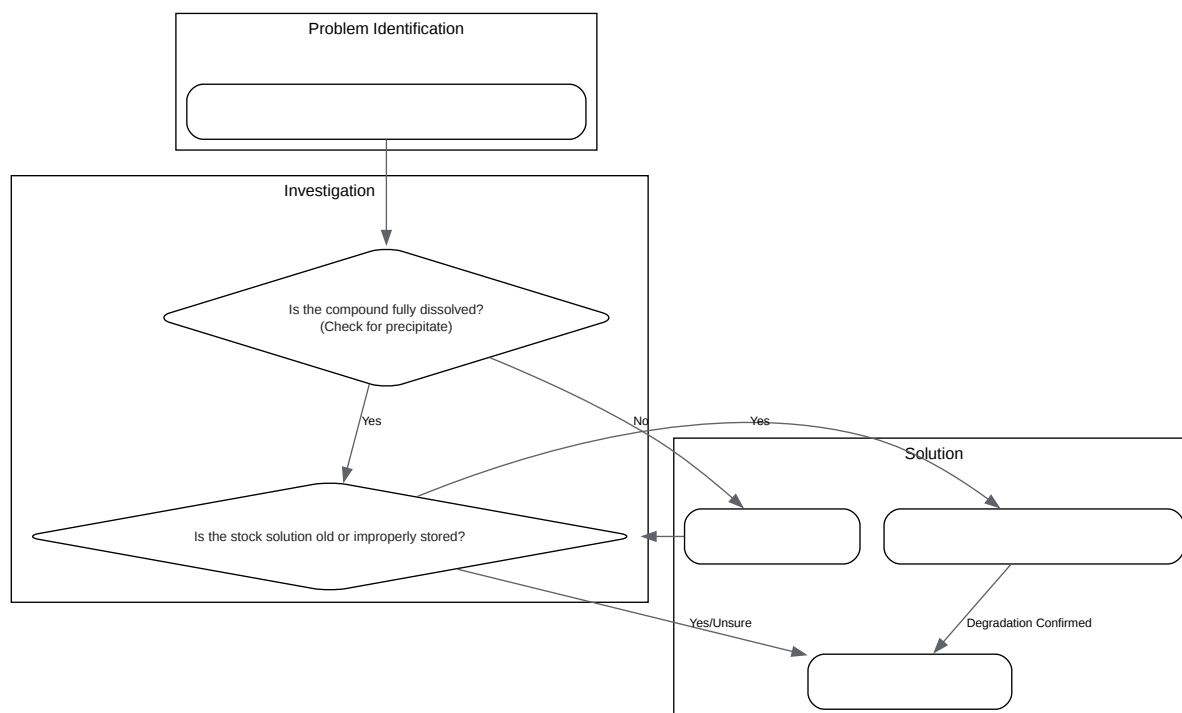 Problem Identification
Investigation
Is the compound fully dissolved?
(Check for precipitate)
Yes
No
Yes
Solution
Is the stock solution old or improperly stored?
Yes/Unsure
Degradation Confirmed